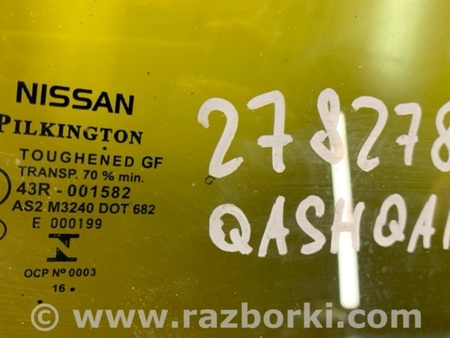 NISSAN
PILKINGTON
TOUGHENED GF
TRANSP. 70 % min.
43R - 001582
AS2 M3240 DOT 682
E 000199
N
OCP Nº 0003
16 •
278278
QASHQAI
www.razborki.com